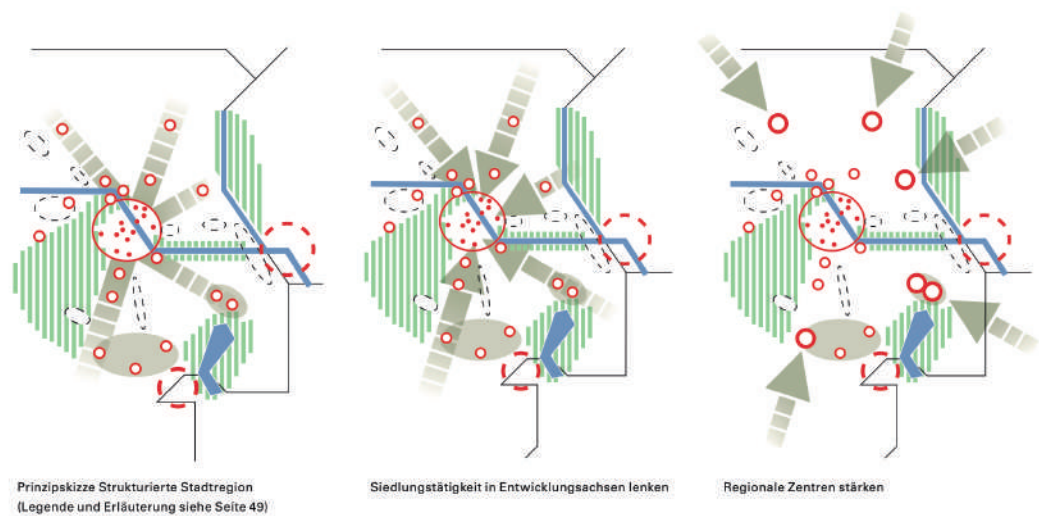 Prinzipskizze Strukturierte Stadtregion
(Legende und Erläuterung siehe Seite 49)
Siedlungstätigkeit in Entwicklungsachsen lenken
Regionale Zentren stärken